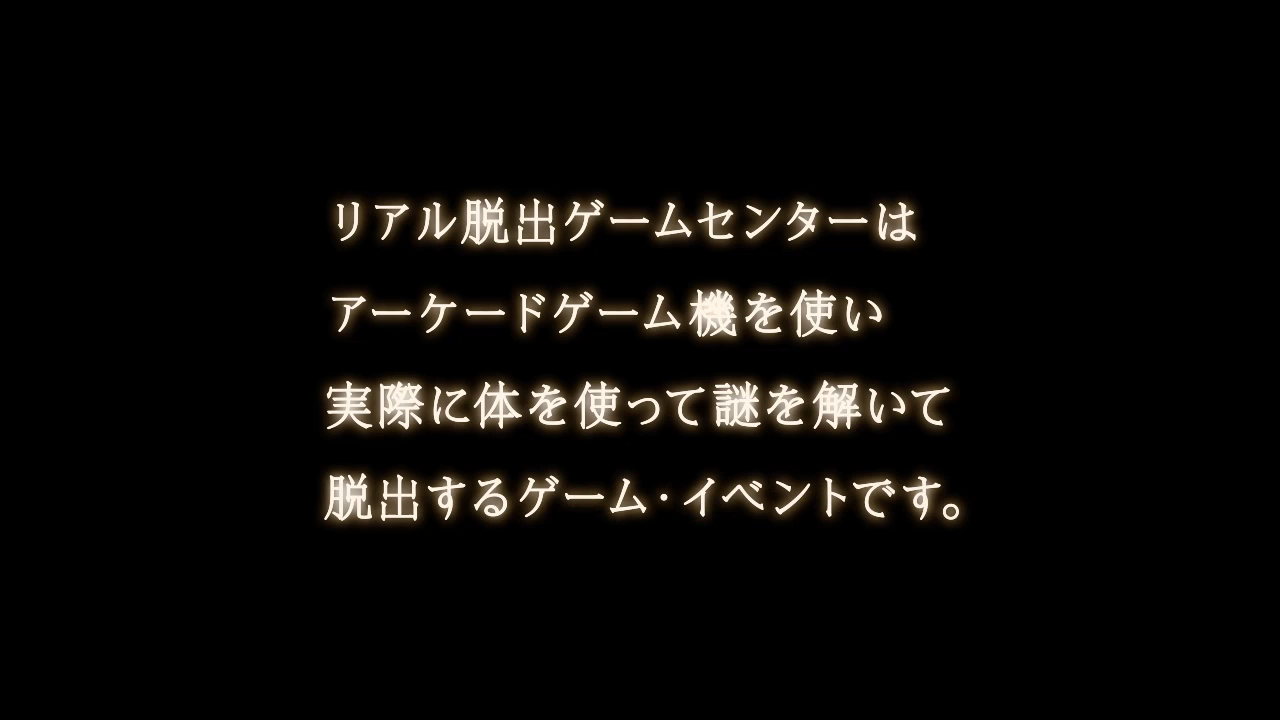 リアル脱出ゲームセンターは
アーケードゲーム機を使い
実際に体を使って謎を解いて
脱出するゲーム・イベントです。